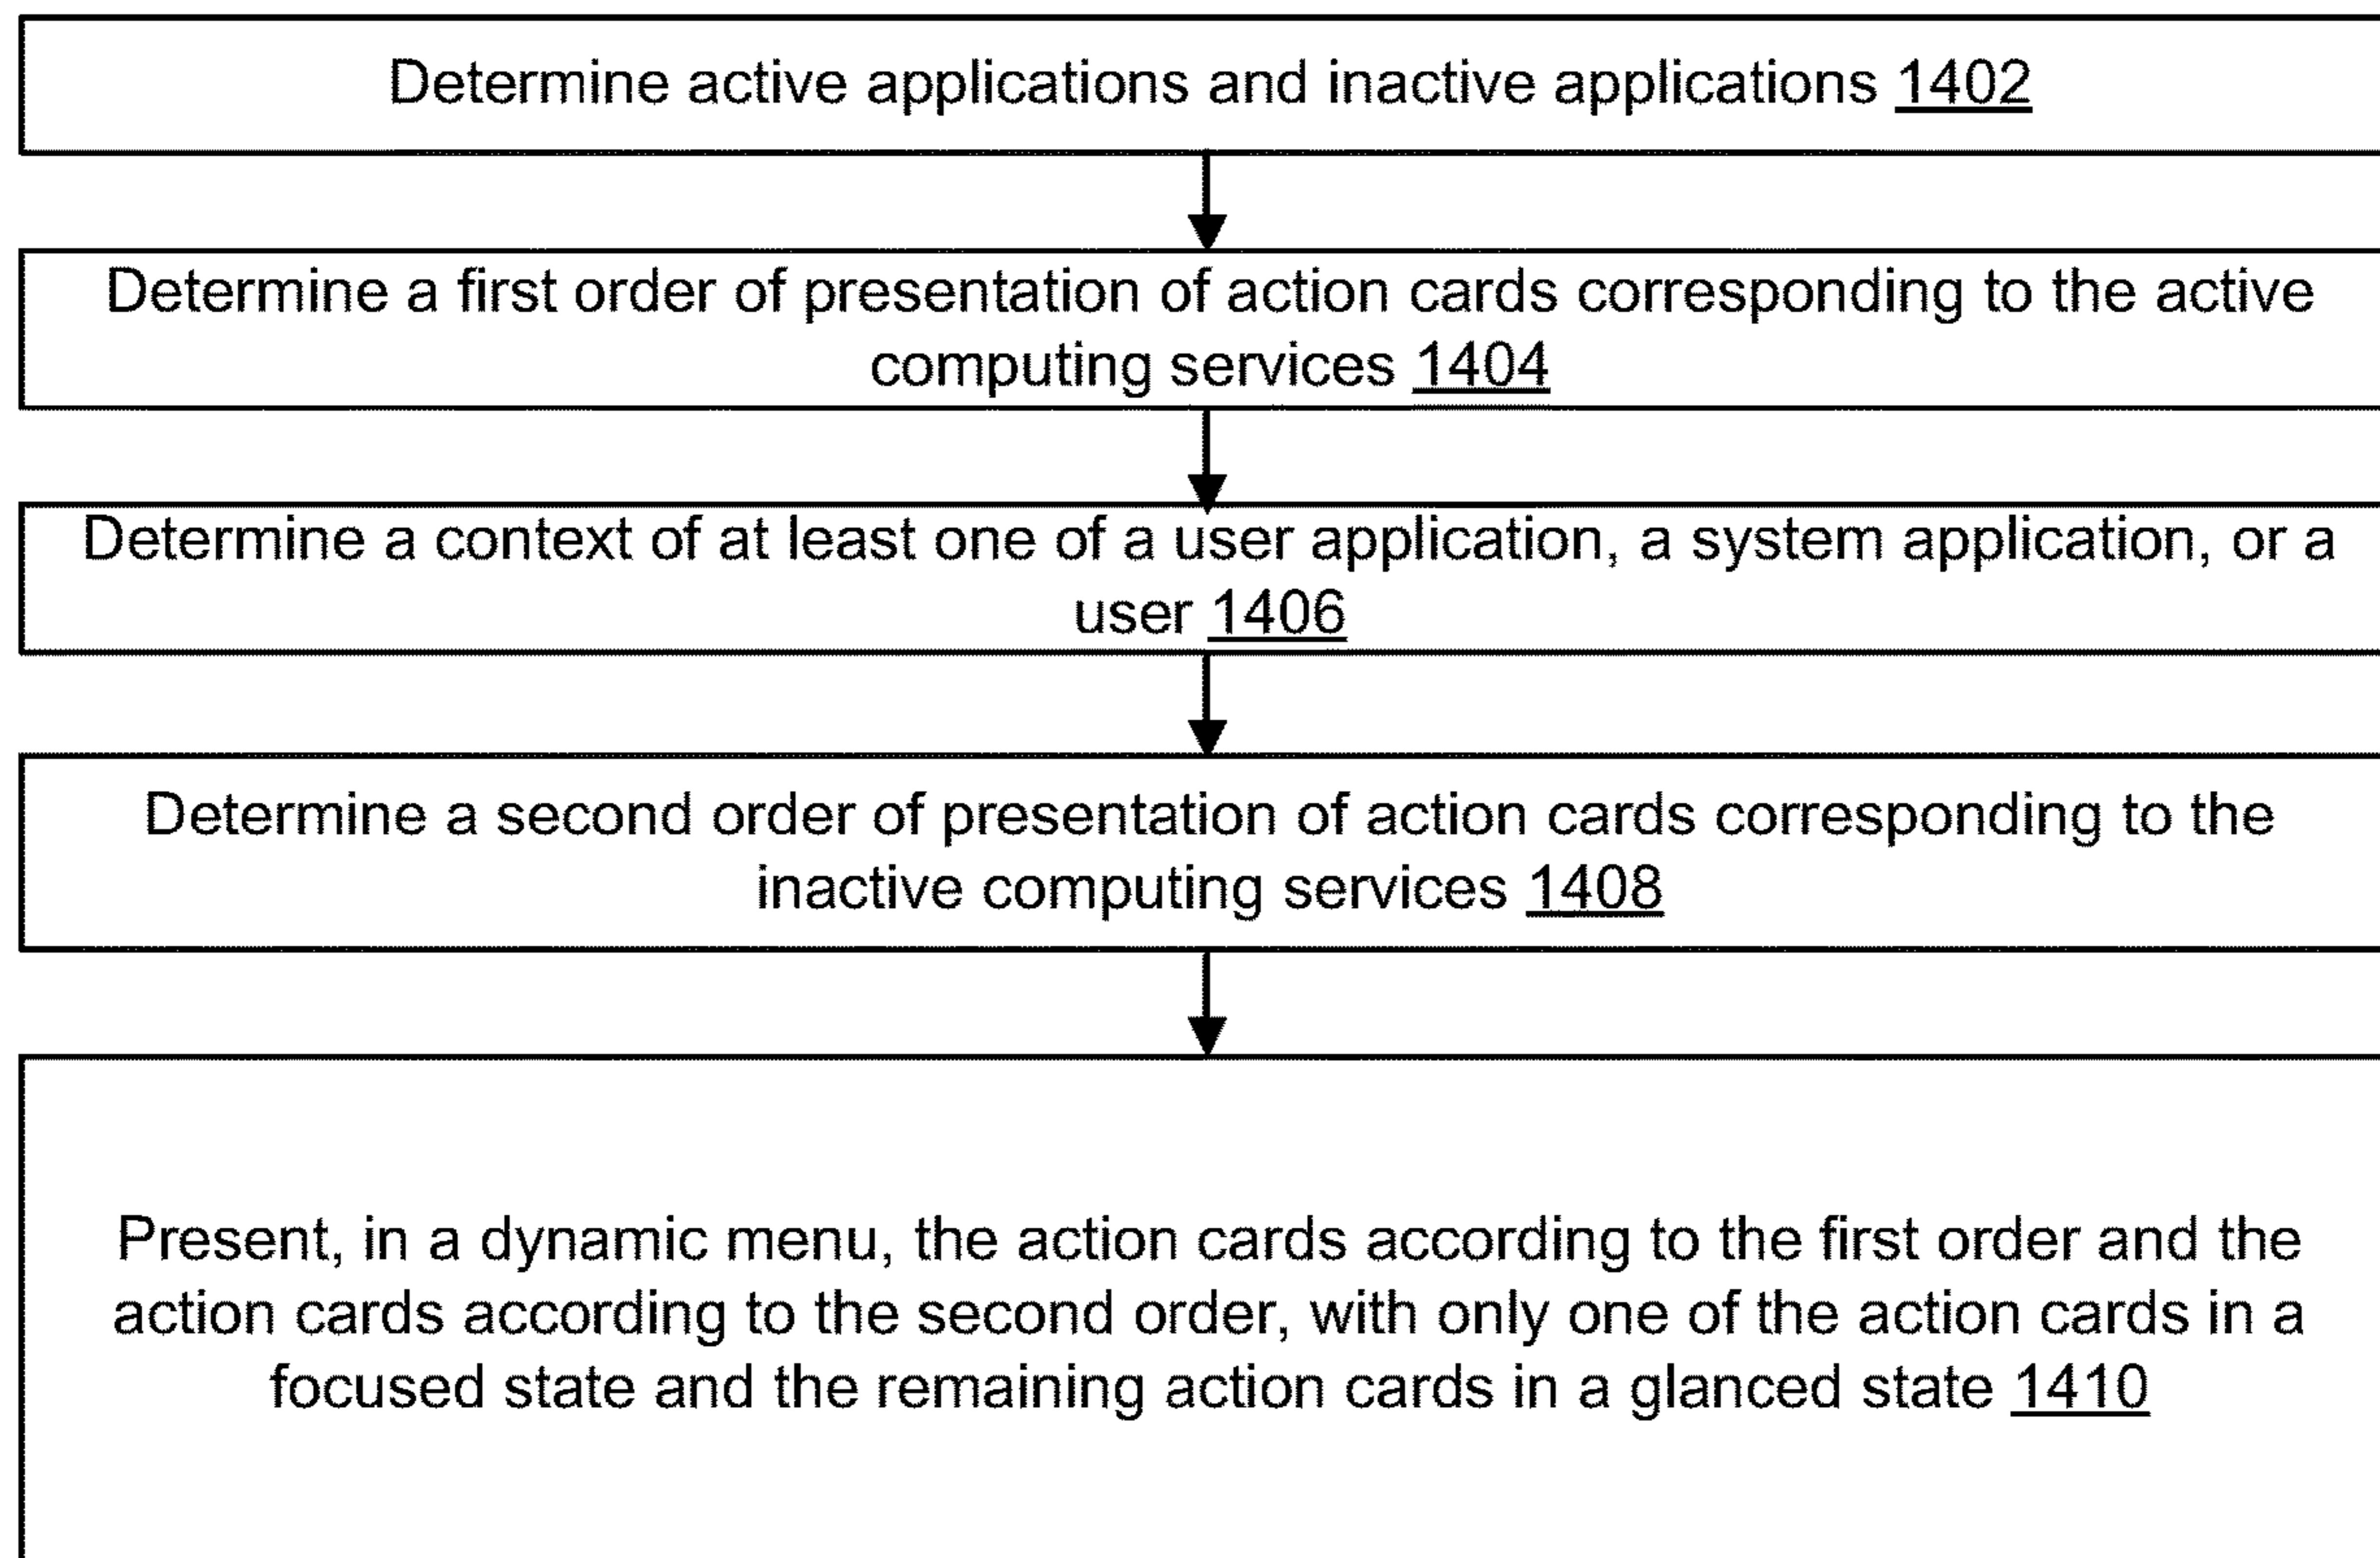 Determine active applications and inactive applications 1402
Determine a first order of presentation of action cards corresponding to the active
computing services 1404
Determine a context of at least one of a user application, a system application, or a
user 1406
Determine a second order of presentation of action cards corresponding to the
inactive computing services 1408
Present, in a dynamic menu, the action cards according to the first order and the
action cards according to the second order, with only one of the action cards in a
focused state and the remaining action cards in a glanced state 1410